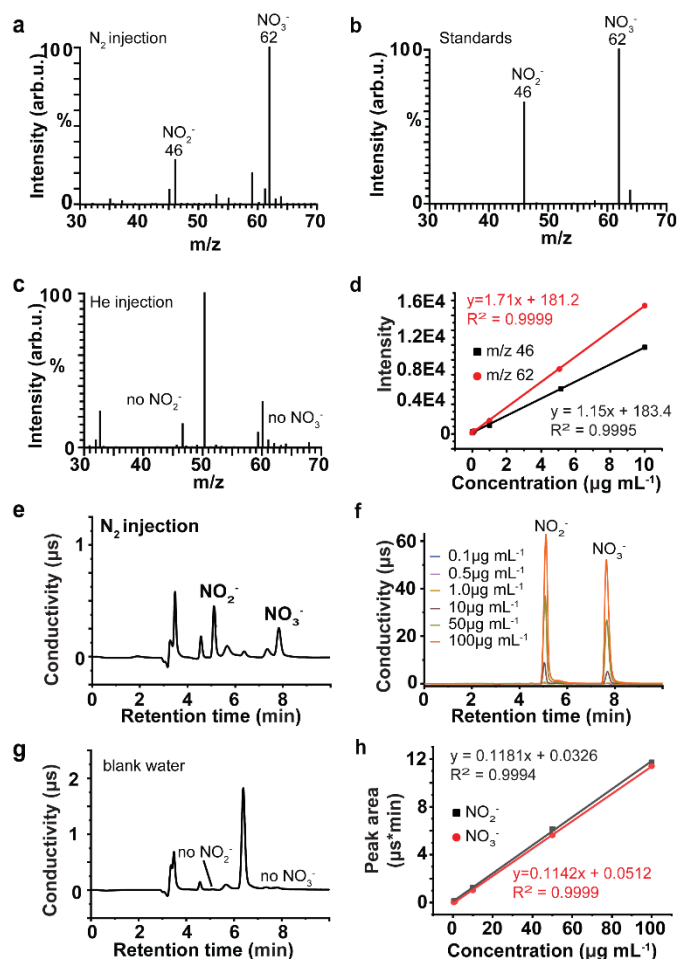 a
N₂ injection
NO₃⁻
62
100
Intensity (arb.u.)
%
NO₂⁻
46
0
30 40 50 60 70
m/z
b
Standards
NO₃⁻
62
100
Intensity (arb.u.)
%
NO₂⁻
46
0
30 40 50 60 70
m/z
c
He injection
100
Intensity (arb.u.)
%
no NO₂⁻
no NO₃⁻
0
30 40 50 60 70
m/z
d
1.6E4
1.2E4
0.8E4
0.4E4
0
Intensity
y=1.71x + 181.2
R² = 0.9999
m/z 46
m/z 62
y = 1.15x + 183.4
R² = 0.9995
0 2 4 6 8 10
Concentration (µg mL⁻¹)
e
N₂ injection
1
0
Conductivity (µs)
NO₂⁻
NO₃⁻
0 2 4 6 8
Retention time (min)
f
60
40
20
0
Conductivity (µs)
NO₂⁻
NO₃⁻
0.1µg mL⁻¹
0.5µg mL⁻¹
1.0µg mL⁻¹
10µg mL⁻¹
50µg mL⁻¹
100µg mL⁻¹
0 2 4 6 8
Retention time (min)
g
blank water
2
1
0
Conductivity (µs)
no NO₂⁻
no NO₃⁻
0 2 4 6 8 10
Retention time (min)
h
y = 0.1181x + 0.0326
R² = 0.9994
12
8
4
0
Peak area
(µs*min)
NO₂⁻
NO₃⁻
y=0.1142x + 0.0512
R² = 0.9999
0 20 40 60 80 100
Concentration (µg mL⁻¹)